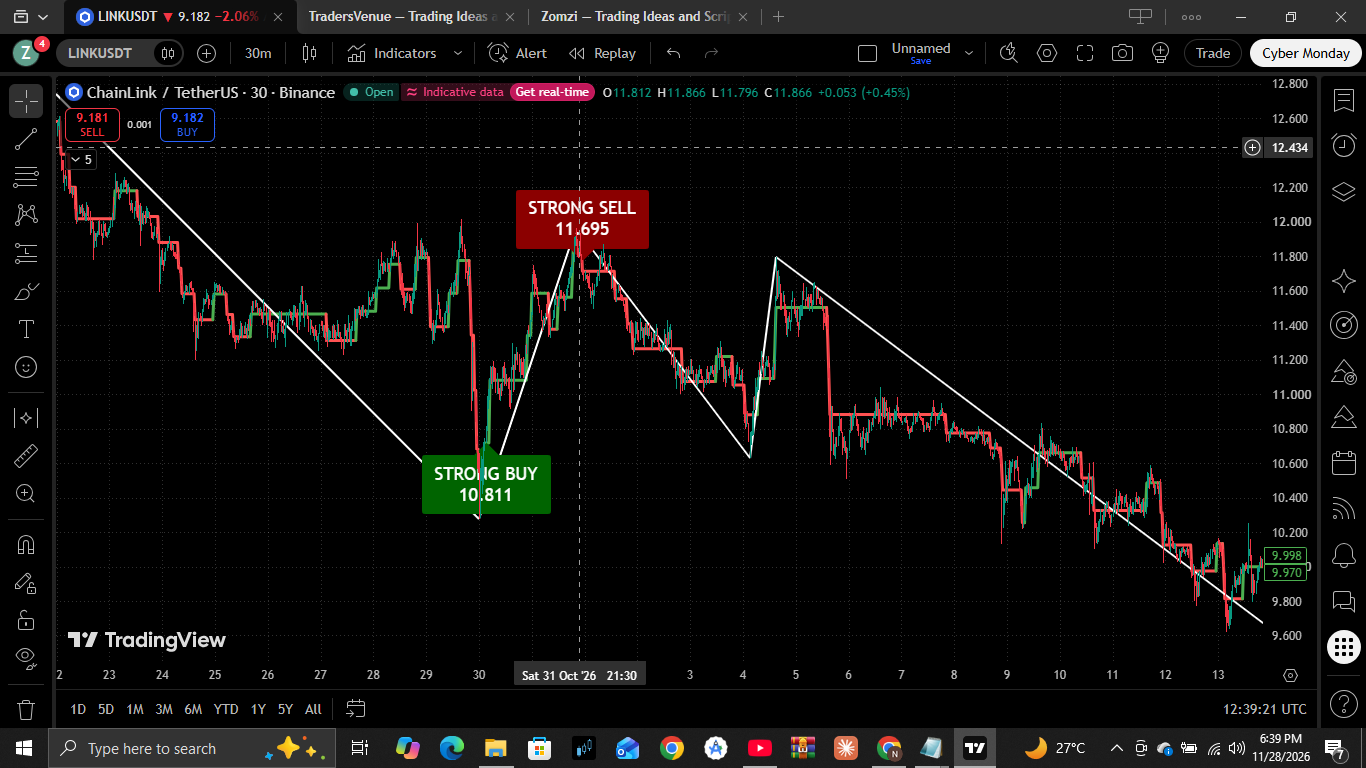 LINKUSDT ▼ 9.182 −2.06%
TradersVenue — Trading Ideas a
Zomzi — Trading Ideas and Scri
Z 4
LINKUSDT
30m
Indicators
Alert
Replay
Unnamed
Save
Trade
Cyber Monday
ChainLink / TetherUS · 30 · Binance
Open
Indicative data
Get real-time
O11.812 H11.866 L11.796 C11.866 +0.053 (+0.45%)
9.181
SELL
0.001
9.182
BUY
5
STRONG SELL
11.695
STRONG BUY
10.811
12.800
12.600
12.434
12.200
12.000
11.800
11.600
11.400
11.200
11.000
10.800
10.600
10.400
10.200
9.998
9.970
9.800
9.600
TradingView
2 23 24 25 26 27 28 29 30 Sat 31 Oct '26 21:30 3 4 5 6 7 8 9 10 11 12 13
1D 5D 1M 3M 6M YTD 1Y 5Y All
12:39:21 UTC
Type here to search
N
27°C
6:39 PM
11/28/2026
7